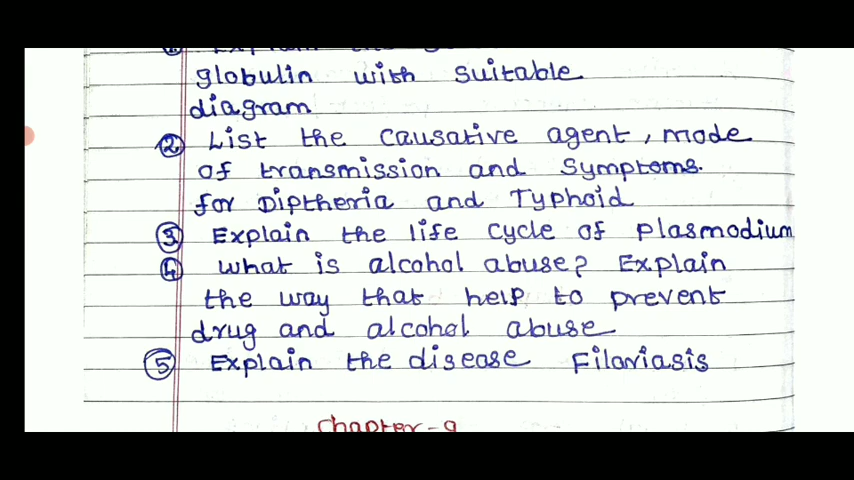 globulin with suitable
diagram
② List the causative agent, mode
of transmission and symptoms.
for Diptheria and Typhoid
③ Explain the life cycle of plasmodium
④ what is alcohol abuse? Explain
the way that help to prevent
drug and alcohol abuse
⑤ Explain the disease Filariasis
Chapter-9